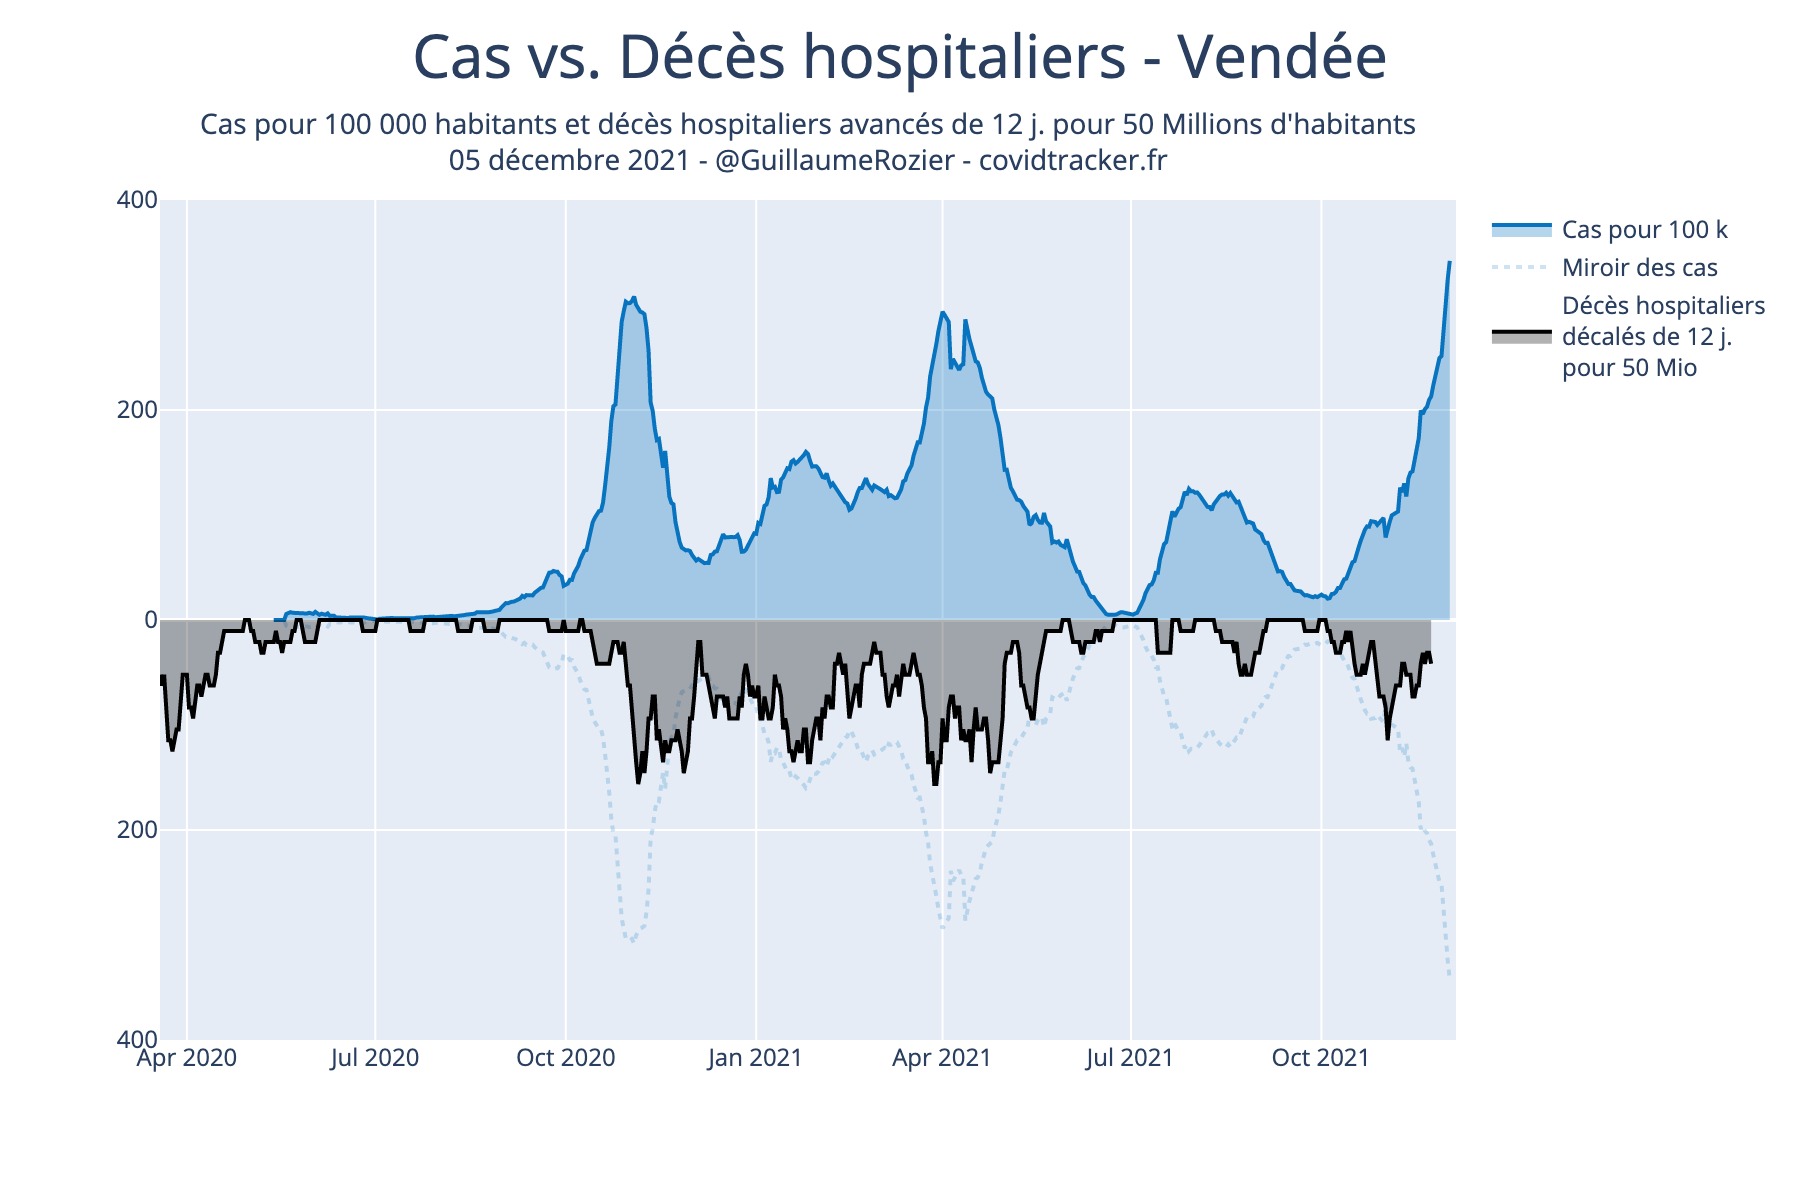 Cas vs. Décès hospitaliers - Vendée
Cas pour 100 000 habitants et décès hospitaliers avancés de 12 j. pour 50 Millions d'habitants
05 décembre 2021 - @GuillaumeRozier - covidtracker.fr
400
200
0
200
400
Apr 2020
Jul 2020
Oct 2020
Jan 2021
Apr 2021
Jul 2021
Oct 2021
Cas pour 100 k
Miroir des cas
Décès hospitaliers
décalés de 12 j.
pour 50 Mio